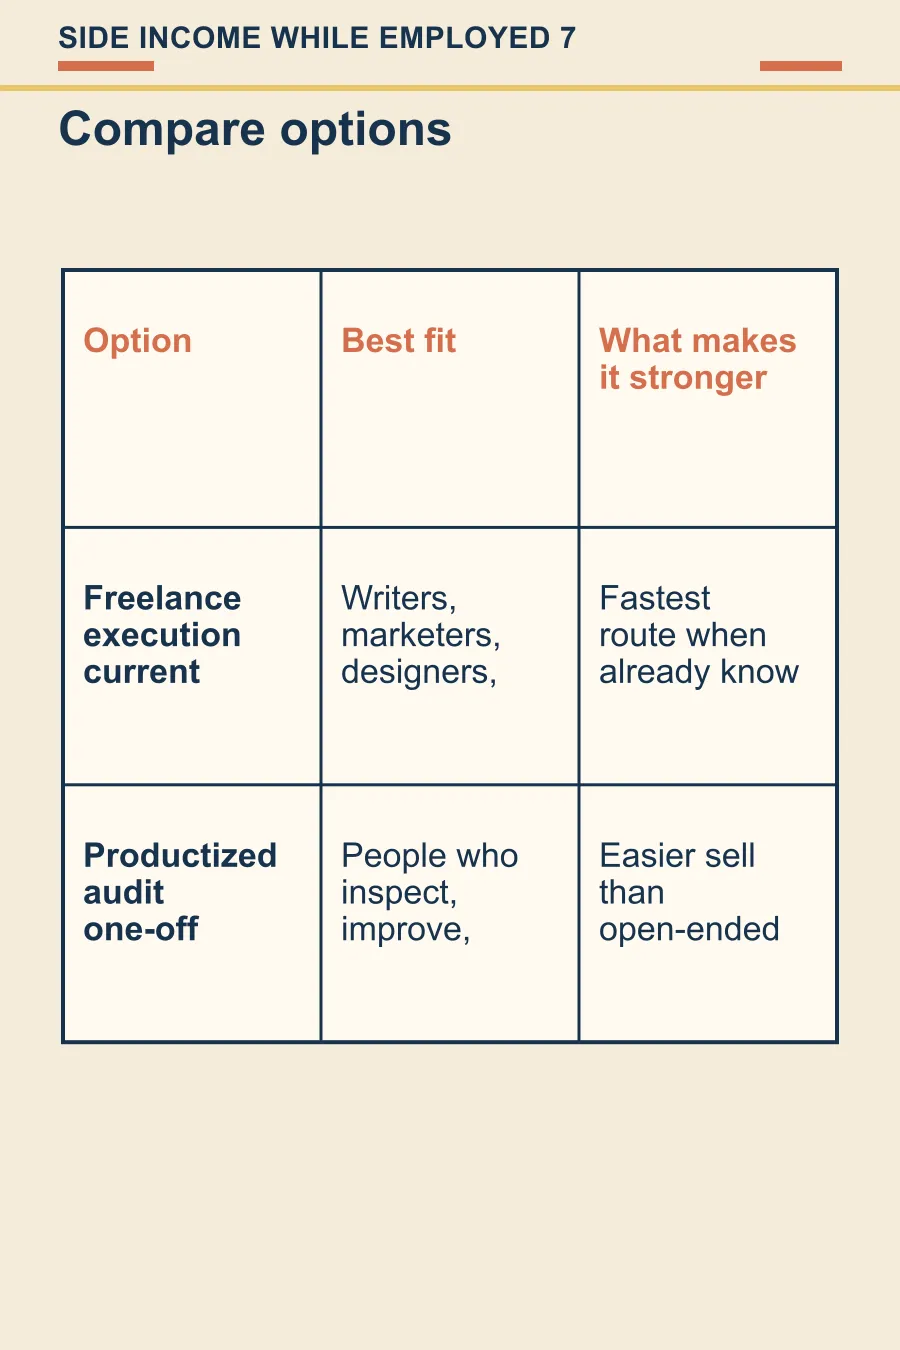 SIDE INCOME WHILE EMPLOYED 7
Compare options
Option
Best fit
What makes
it stronger
Freelance
execution
current
Writers,
marketers,
designers,
Fastest
route when
already know
Productized
audit
one-off
People who
inspect,
improve,
Easier sell
than
open-ended